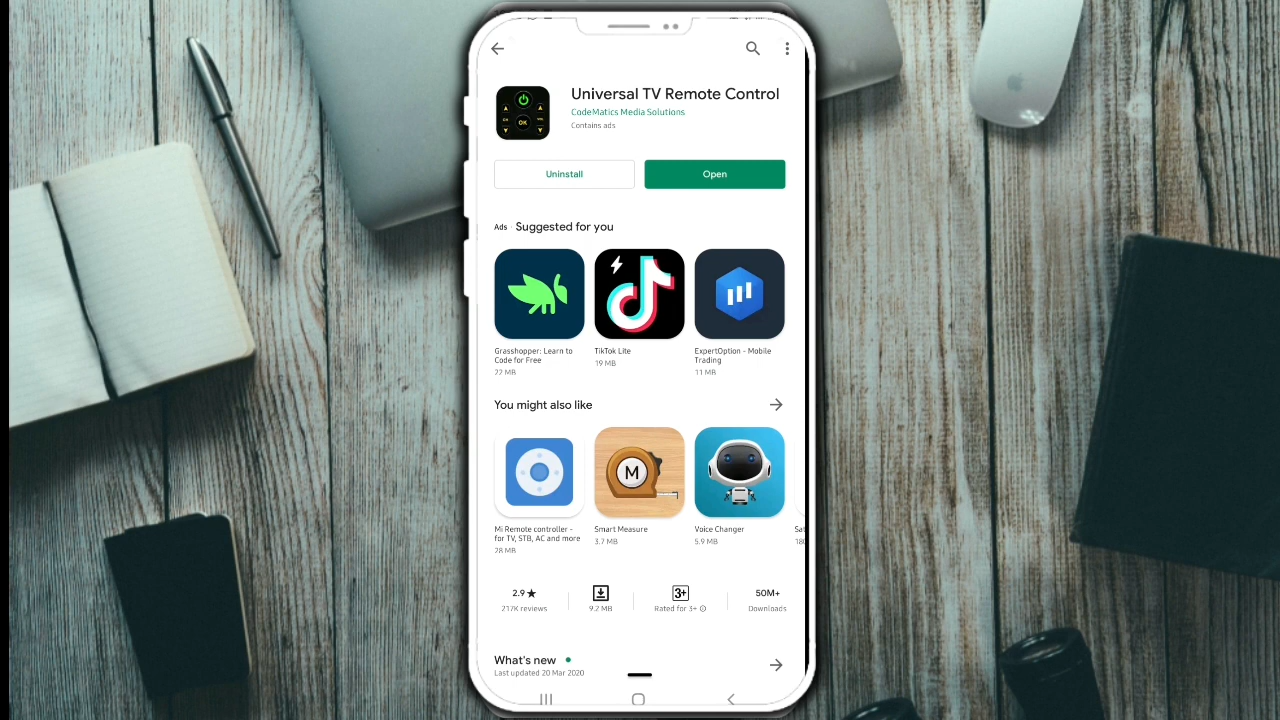 Universal TV Remote Control
CodeMatics Media Solutions
Contains ads
OK
Uninstall
Open
Ads · Suggested for you
Grasshopper: Learn to
Code for Free
22 MB
TikTok Lite
19 MB
ExpertOption - Mobile
Trading
11 MB
You might also like
M
Mi Remote controller -
for TV, STB, AC and more
28 MB
Smart Measure
3.7 MB
Voice Changer
5.9 MB
2.9★
217K reviews
9.2 MB
3+
Rated for 3+
50M+
Downloads
What's new
Last updated 20 Mar 2020